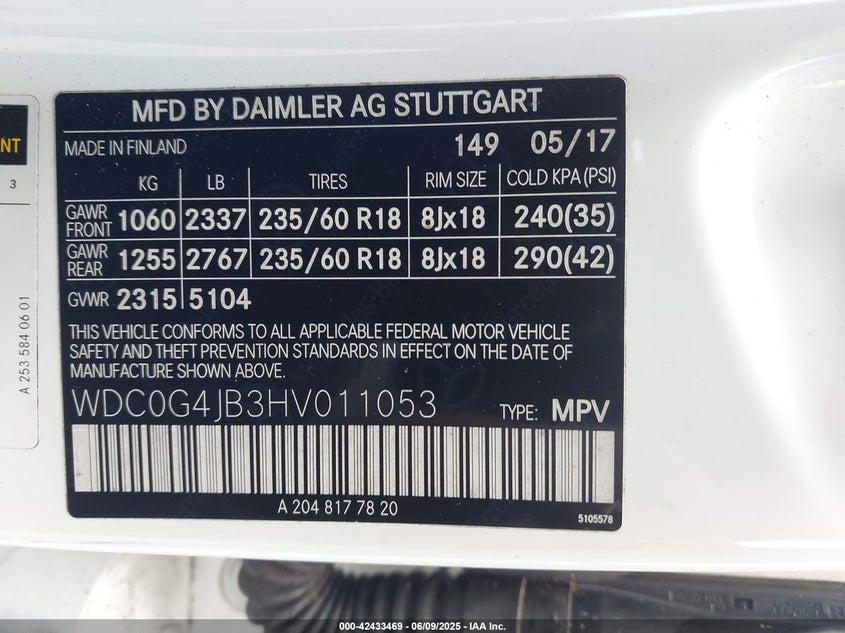 NT
3
A 253 584 06 01
MFD BY DAIMLER AG STUTTGART
MADE IN FINLAND 149 05/17
KG LB TIRES RIM SIZE COLD KPA (PSI)
GAWR FRONT 1060 2337 235/60 R18 8Jx18 240(35)
GAWR REAR 1255 2767 235/60 R18 8Jx18 290(42)
GVWR 2315 5104
THIS VEHICLE CONFORMS TO ALL APPLICABLE FEDERAL MOTOR VEHICLE
SAFETY AND THEFT PREVENTION STANDARDS IN EFFECT ON THE DATE OF
MANUFACTURE SHOWN ABOVE.
WDC0G4JB3HV011053 TYPE: MPV
A 204 817 78 20
5105578
000-42433469 - 06/09/2025 - IAA Inc.